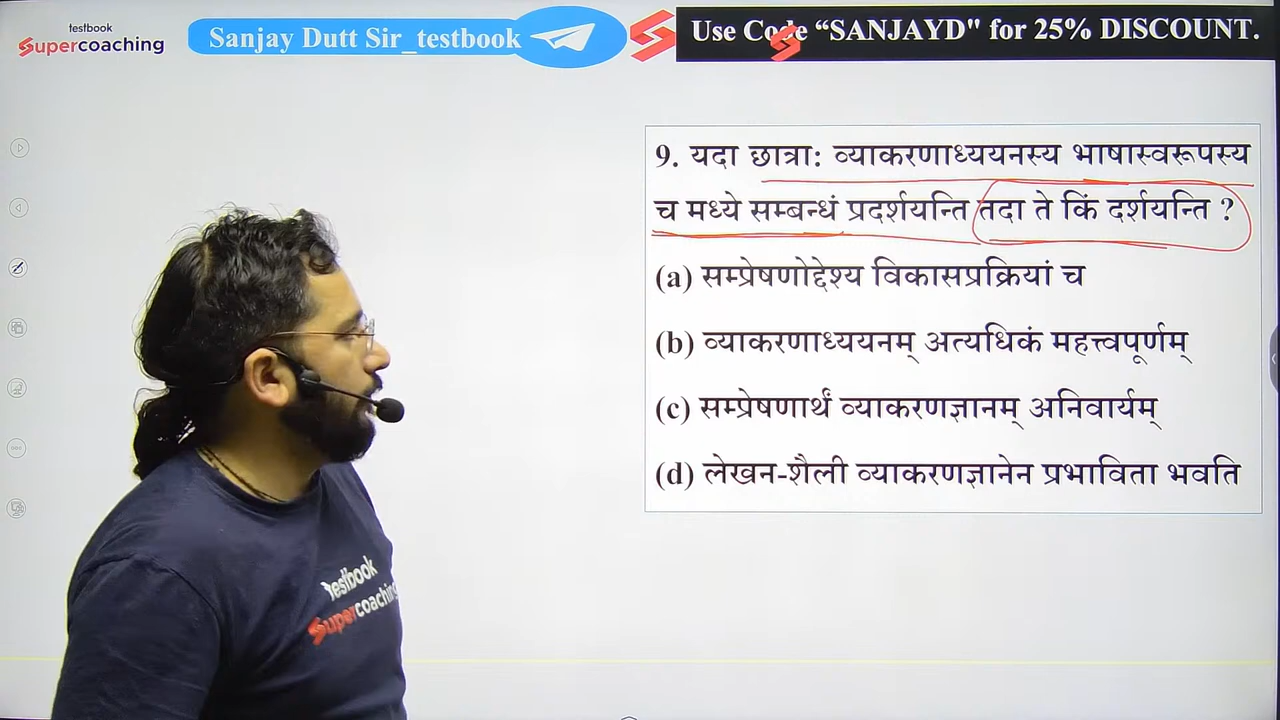 testbook
Supercoaching
Sanjay Dutt Sir_testbook
Use Code “SANJAYD" for 25% DISCOUNT.
9. यदा छात्रा: व्याकरणाध्ययनस्य भाषास्वरूपस्य
च मध्ये सम्बन्धं प्रदर्शयन्ति तदा ते किं दर्शयन्ति ?
(a) सम्प्रेषणोद्देश्य विकासप्रक्रियां च
(b) व्याकरणाध्ययनम् अत्यधिकं महत्त्वपूर्णम्
(c) सम्प्रेषणार्थं व्याकरणज्ञानम् अनिवार्यम्
(d) लेखन-शैली व्याकरणज्ञानेन प्रभाविता भवति
testbook
Supercoaching